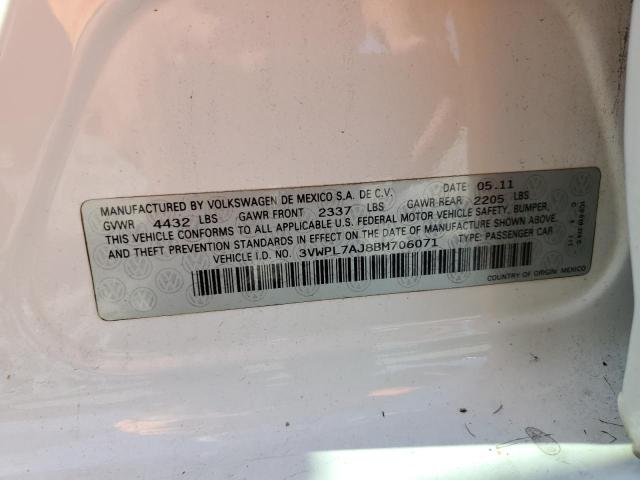 MANUFACTURED BY VOLKSWAGEN DE MEXICO S.A. DE C.V. DATE 05.11
GVWR 4432 LBS GAWR FRONT 2337 LBS GAWR REAR 2205 LBS
THIS VEHICLE CONFORMS TO ALL APPLICABLE U.S. FEDERAL MOTOR VEHICLE SAFETY, BUMPER,
AND THEFT PREVENTION STANDARDS IN EFFECT ON THE DATE OF MANUFACTURE SHOWN ABOVE.
VEHICLE I.D. NO. 3VWPL7AJ8BM706071 TYPE: PASSENGER CAR
COUNTRY OF ORIGIN: MEXICO